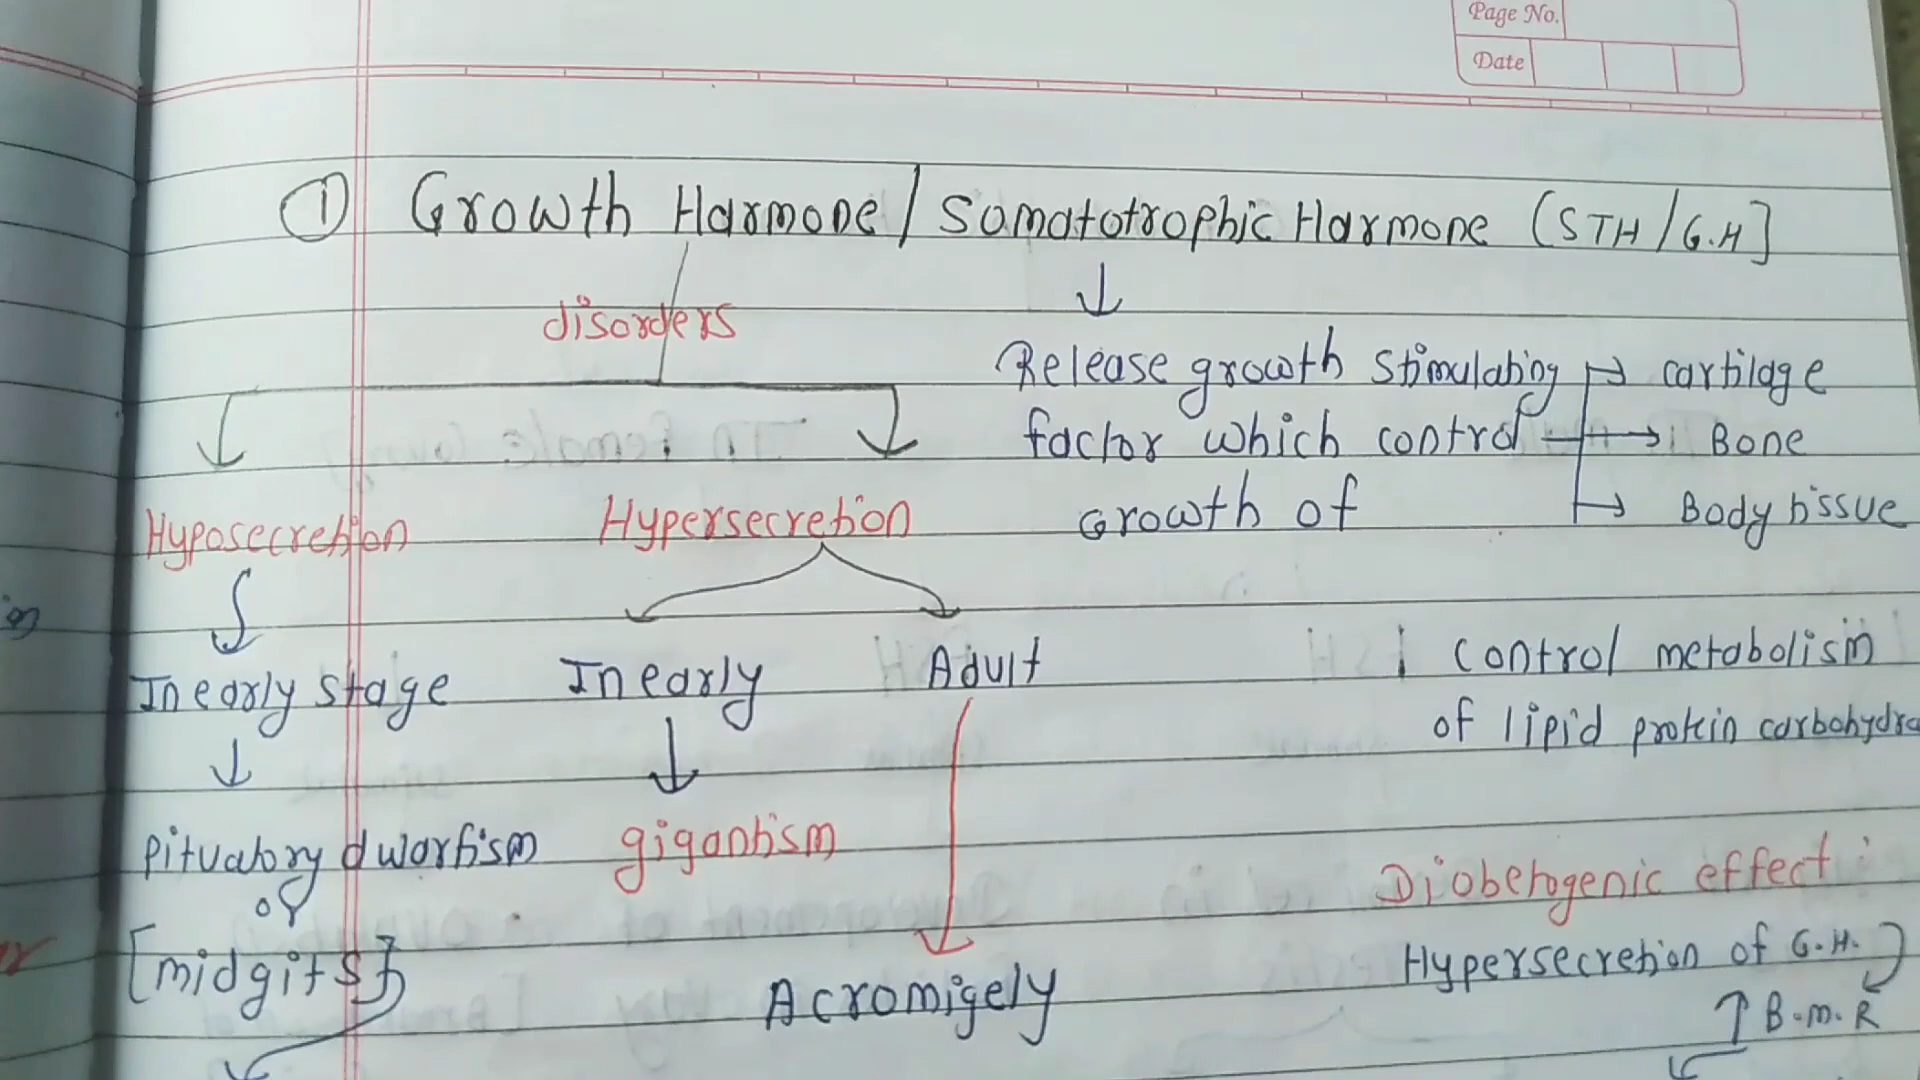 Page No.
Date
① Growth Harmone / Somatotrophic Harmone (STH/G.H]
disorders
Release growth stimulating → cartilage
factor which control → Bone
Growth of → Body tissue
Hyposecretion
Hypersecretion
In early stage
In early
Adult
control metabolism
of lipid protein carbohydra
Pituatory dwarfism
gigantism
or
[midgits]
Acromigely
Diabetogenic effect :
Hypersecretion of G.H.
↑ B.m.R